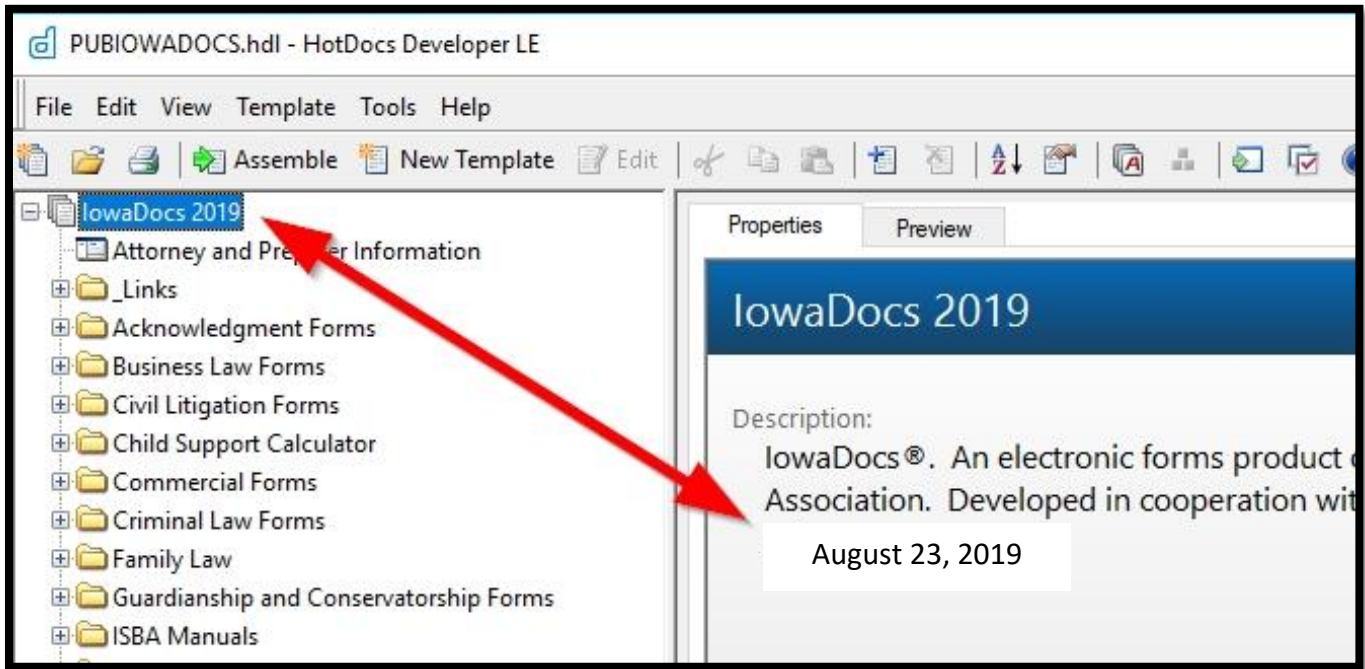 PUBIOWADOCS.hdl - HotDocs Developer LE
File Edit View Template Tools Help
Assemble New Template Edit
IowaDocs 2019
Attorney and Preparer Information
_Links
Acknowledgment Forms
Business Law Forms
Civil Litigation Forms
Child Support Calculator
Commercial Forms
Criminal Law Forms
Family Law
Guardianship and Conservatorship Forms
ISBA Manuals
Properties Preview
IowaDocs 2019
Description:
IowaDocs®. An electronic forms product
Association. Developed in cooperation wit
August 23, 2019